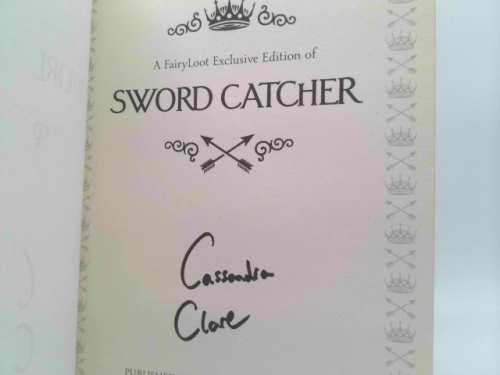 A FairyLoot Exclusive Edition of
SWORD CATCHER
Cassandra
Clare